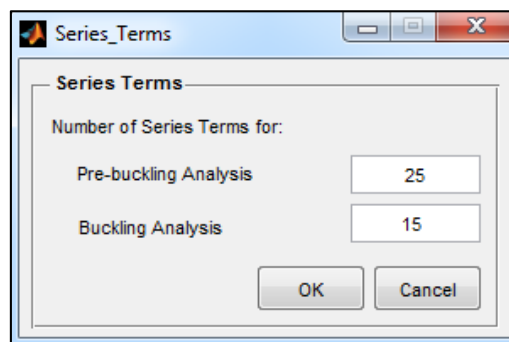 Series_Terms
Series Terms
Number of Series Terms for:
Pre-buckling Analysis 25
Buckling Analysis 15
OK Cancel